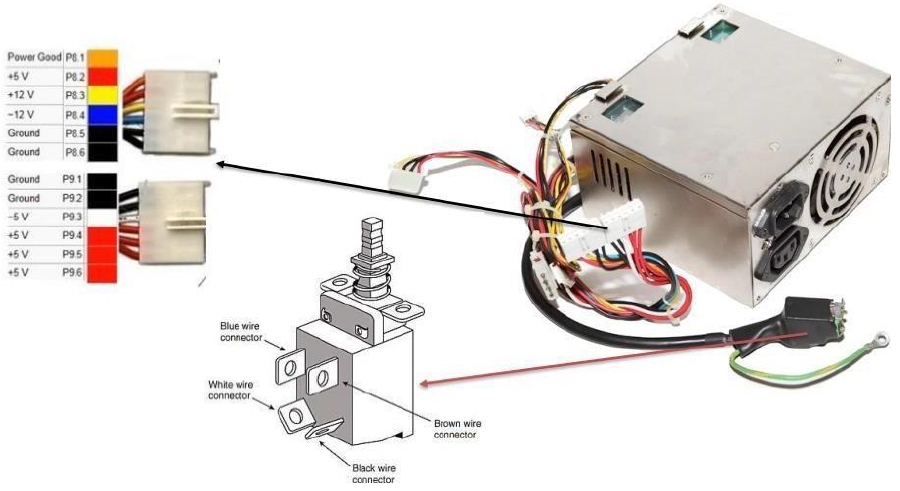 Power Good P8.1
+5 V P8.2
+12 V P8.3
−12 V P8.4
Ground P8.5
Ground P8.6
Ground P9.1
Ground P9.2
−5 V P9.3
+5 V P9.4
+5 V P9.5
+5 V P9.6
Blue wire
connector
White wire
connector
Brown wire
connector
Black wire
connector